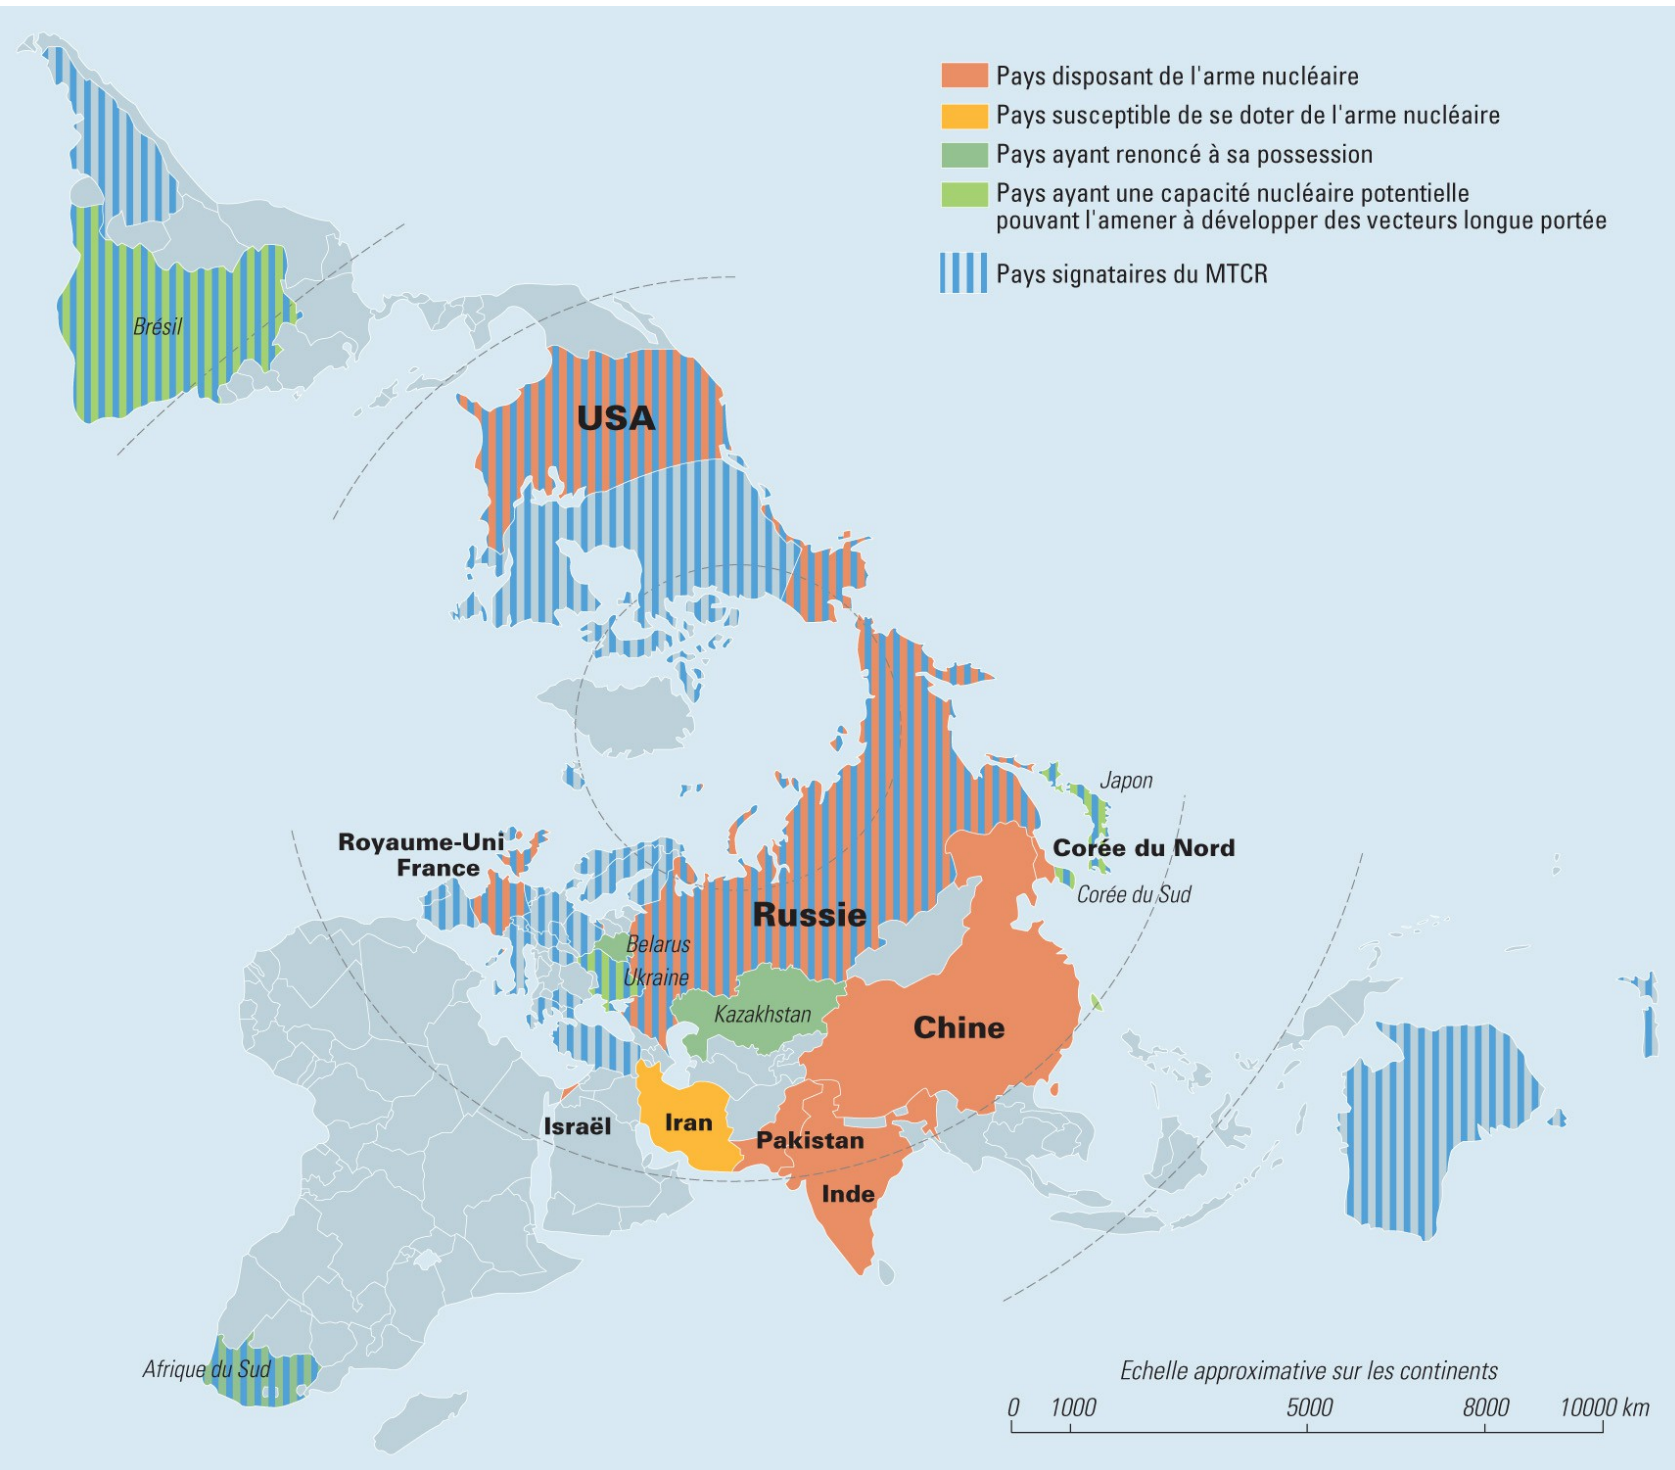 Pays disposant de l'arme nucléaire
Pays susceptible de se doter de l'arme nucléaire
Pays ayant renoncé à sa possession
Pays ayant une capacité nucléaire potentielle
pouvant l'amener à développer des vecteurs longue portée
Pays signataires du MTCR
Brésil
USA
Japon
Royaume-Uni
France
Corée du Nord
Corée du Sud
Russie
Belarus
Ukraine
Kazakhstan
Chine
Israël
Iran
Pakistan
Inde
Afrique du Sud
Echelle approximative sur les continents
0 1000 5000 8000 10000 km